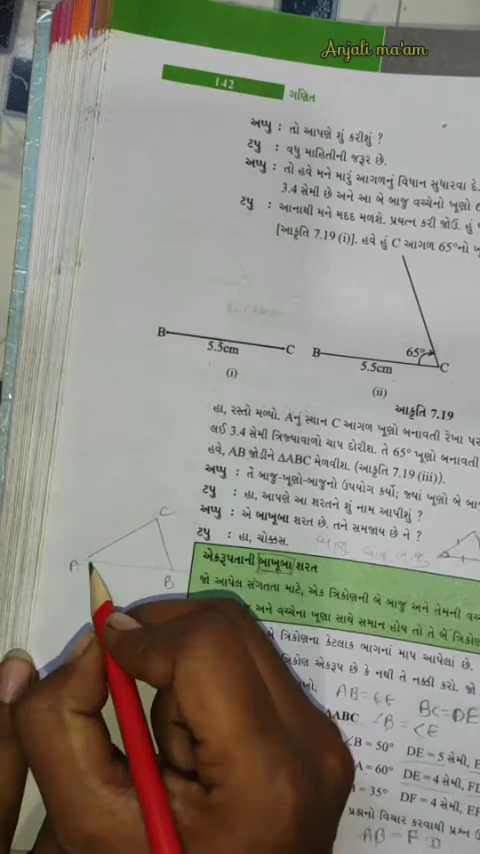 Anjali ma'am
142
ગણિત
અપ્પુ : તો આપણે શું કરીશું ?
ટપુ : વધુ માહિતીની જરૂર છે.
અપ્પુ : તો હવે મને મારું આગળનું વિધાન સુધારવા દે.
3.4 સેમી છે અને આ બે બાજુ વચ્ચેનો ખૂણો
ટપુ : આનાથી મને મદદ મળશે. પ્રયત્ન કરી જોઉં. હું
[આકૃતિ 7.19 (i)]. હવે હું C આગળ 65°નો
65°
B C B C
5.5cm 5.5cm
(i) (ii)
આકૃતિ 7.19
હા, રસ્તો મળ્યો. Aનું સ્થાન C આગળ ખૂણો બનાવતી રેખા પર
લઈ 3.4 સેમી ત્રિજ્યાવાળો ચાપ દોરીશ. તે 65° ખૂણો બનાવતી
હવે, AB જોડીને ΔABC મેળવીશ. (આકૃતિ 7.19 (iii)).
અપ્પુ : તેં બાજુ-ખૂણો-બાજુનો ઉપયોગ કર્યો; જ્યાં ખૂણો બે
ટપુ : હા, આપણે આ શરતને શું નામ આપીશું ?
અપ્પુ : એ બાખૂબા શરત છે. તને સમજાય છે ને ?
ટપુ : હા, ચોક્કસ.
C
A
B
એકરૂપતાની બાખૂબા શરત
જો આપેલ સંગતતા માટે, એક ત્રિકોણની બે બાજુ અને તેમની
અને વચ્ચેના ખૂણા સાથે સમાન હોય તો તે બે
બે ત્રિકોણના કેટલાક ભાગનાં માપ આપેલાં છે.
એકરૂપ છે કે નથી તે નક્કી કરો. જો
AB= BC=DE
ΔABC ∠B=∠E
∠B = 50° DE = 5 સેમી,
A = 60° DE = 4 સેમી,
= 35° DF = 4 સેમી,
પ્રશ્નનો વિચાર કરવાથી પ્રશ્ન
AB = FD